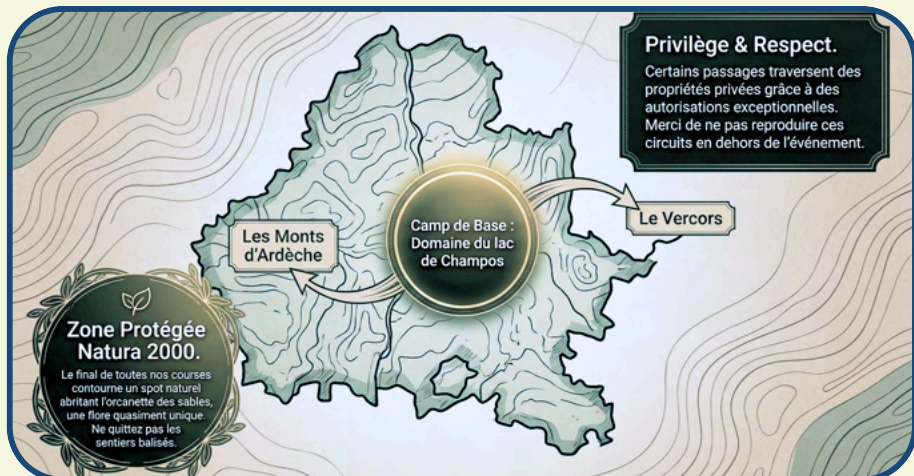 Privilège & Respect.
Certains passages traversent des
propriétés privées grâce à des
autorisations exceptionnelles.
Merci de ne pas reproduire ces
circuits en dehors de l'événement.
Le Vercors
Camp de Base :
Domaine du lac
de Champos
Les Monts
d'Ardèche
Zone Protégée
Natura 2000.
Le final de toutes nos courses
contourne un spot naturel
abritant l'orcanette des sables,
une flore quasiment unique.
Ne quittez pas les
sentiers balisés.